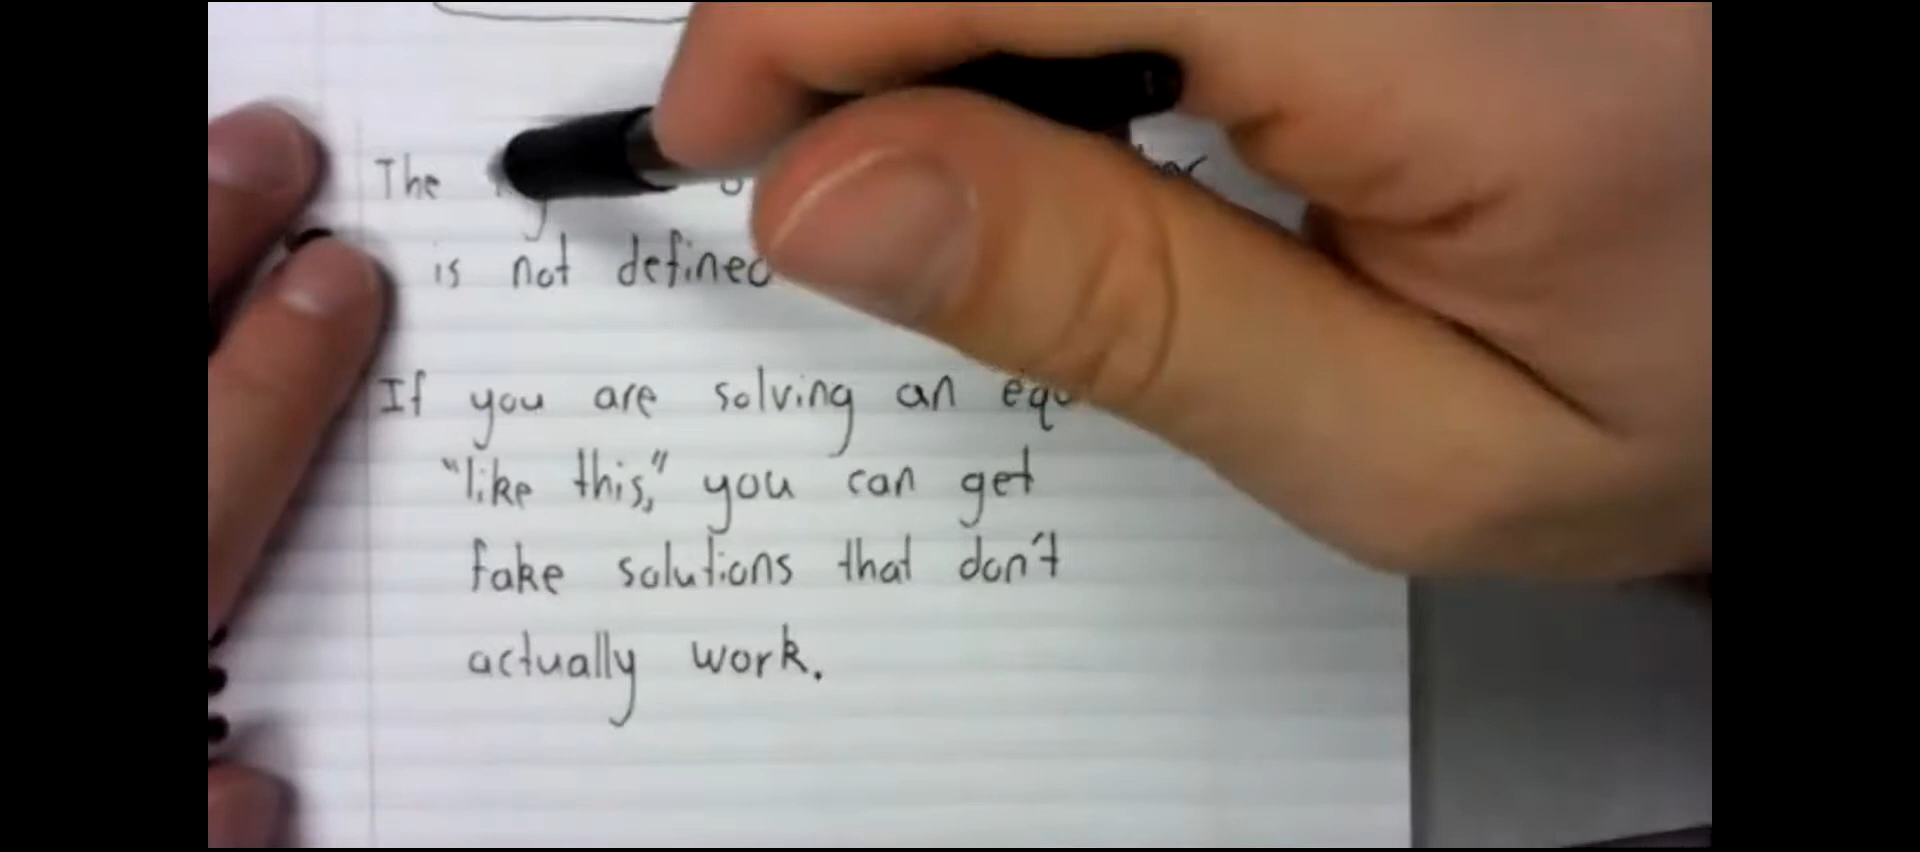 The
is not defined
If you are solving an
"like this," you can get
fake solutions that don't
actually work.